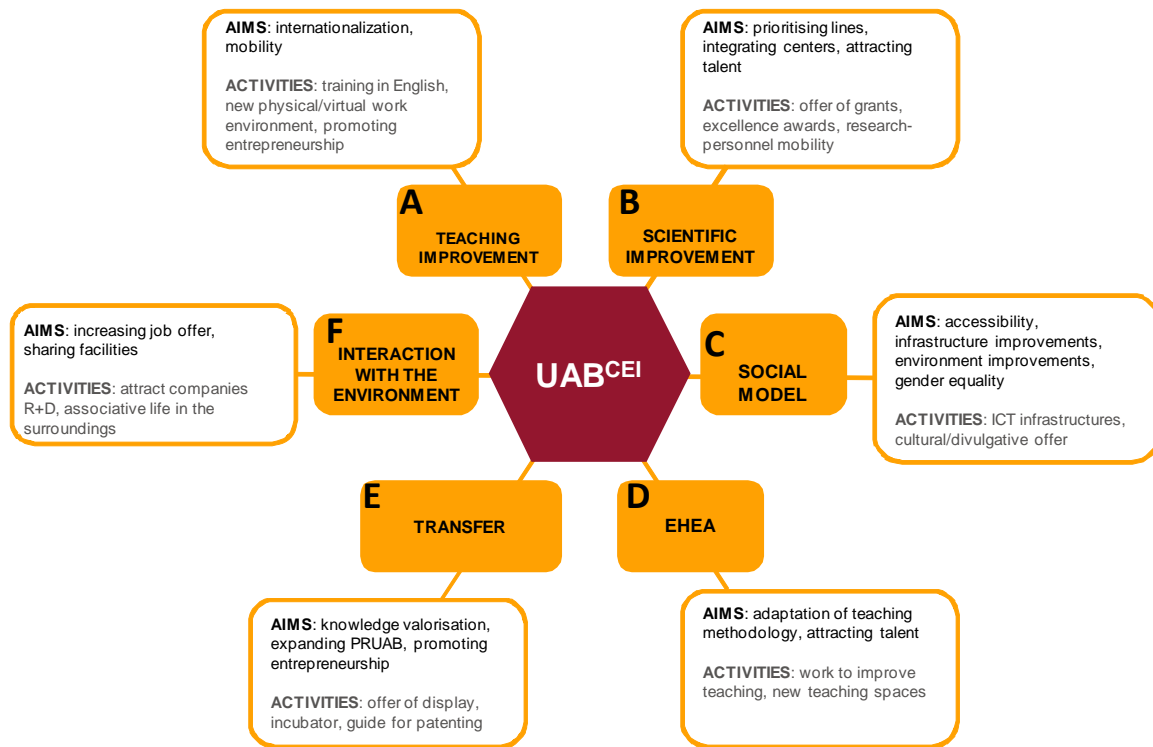 AIMS: internationalization,
mobility
ACTIVITIES: training in English,
new physical/virtual work
environment, promoting
entrepreneurship
AIMS: prioritising lines,
integrating centers, attracting
talent
ACTIVITIES: offer of grants,
excellence awards, research-
personnel mobility
A
TEACHING
IMPROVEMENT
B
SCIENTIFIC
IMPROVEMENT
AIMS: increasing job offer,
sharing facilities
ACTIVITIES: attract companies
R+D, associative life in the
surroundings
F
INTERACTION
WITH THE
ENVIRONMENT
UAB^CEI
C
SOCIAL
MODEL
AIMS: accessibility,
infrastructure improvements,
environment improvements,
gender equality
ACTIVITIES: ICT infrastructures,
cultural/divulgative offer
E
TRANSFER
D
EHEA
AIMS: knowledge valorisation,
expanding PRUAB, promoting
entrepreneurship
ACTIVITIES: offer of display,
incubator, guide for patenting
AIMS: adaptation of teaching
methodology, attracting talent
ACTIVITIES: work to improve
teaching, new teaching spaces